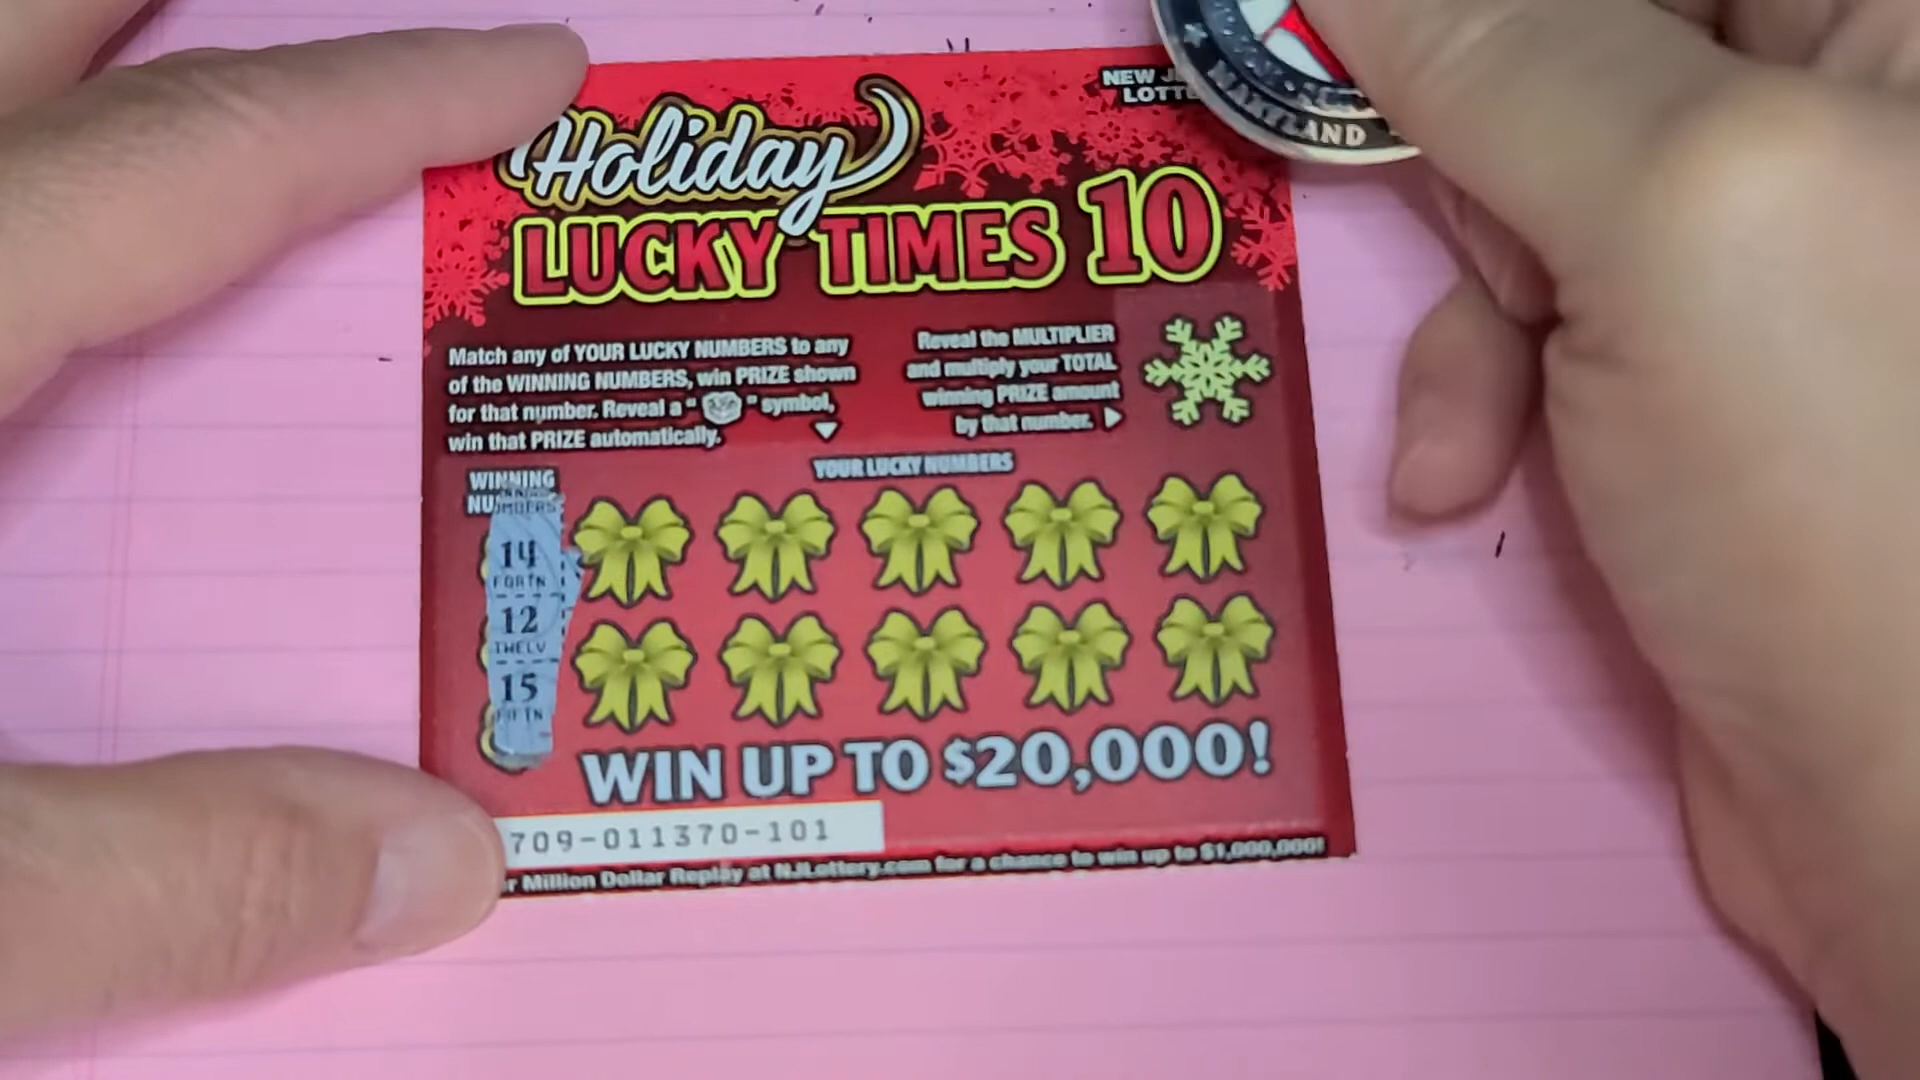 NEW
MARYLAND
Holiday
LUCKY TIMES 10
Match any of YOUR LUCKY NUMBERS to any
of the WINNING NUMBERS, win PRIZE shown
for that number. Reveal a " " symbol,
win that PRIZE automatically.
Reveal the MULTIPLIER
and multiply your TOTAL
winning PRIZE amount
by that number.
WINNING
YOUR LUCKY NUMBERS
14
FORTN
12
TWELV
15
FIFTN
WIN UP TO $20,000!
709-011370-101
Million Dollar Replay at NJLottery.com for a chance to win up to $1,000,000!